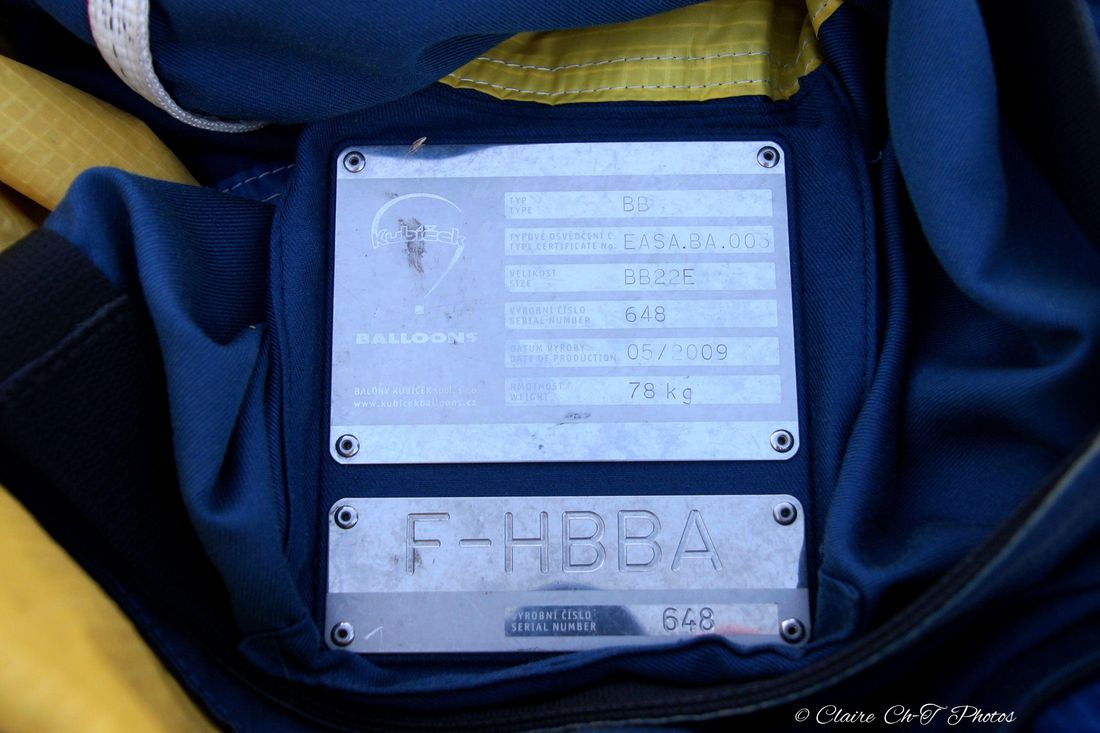 Kubíček
BALLOONS
BALÓNY KUBÍČEK spol. s r.o.
www.kubicekballoons.cz
TYP
TYPE
BB
TYPOVÉ OSVĚDČENÍ Č.
TYPE CERTIFICATE No.
EASA.BA.003
VELIKOST
SIZE
BB22E
VÝROBNÍ ČÍSLO
SERIAL NUMBER
648
DATUM VÝROBY
DATE OF PRODUCTION
05/2009
HMOTNOST
WEIGHT
78 kg
F-HBBA
VÝROBNÍ ČÍSLO
SERIAL NUMBER
648
© Claire Ch-T Photos